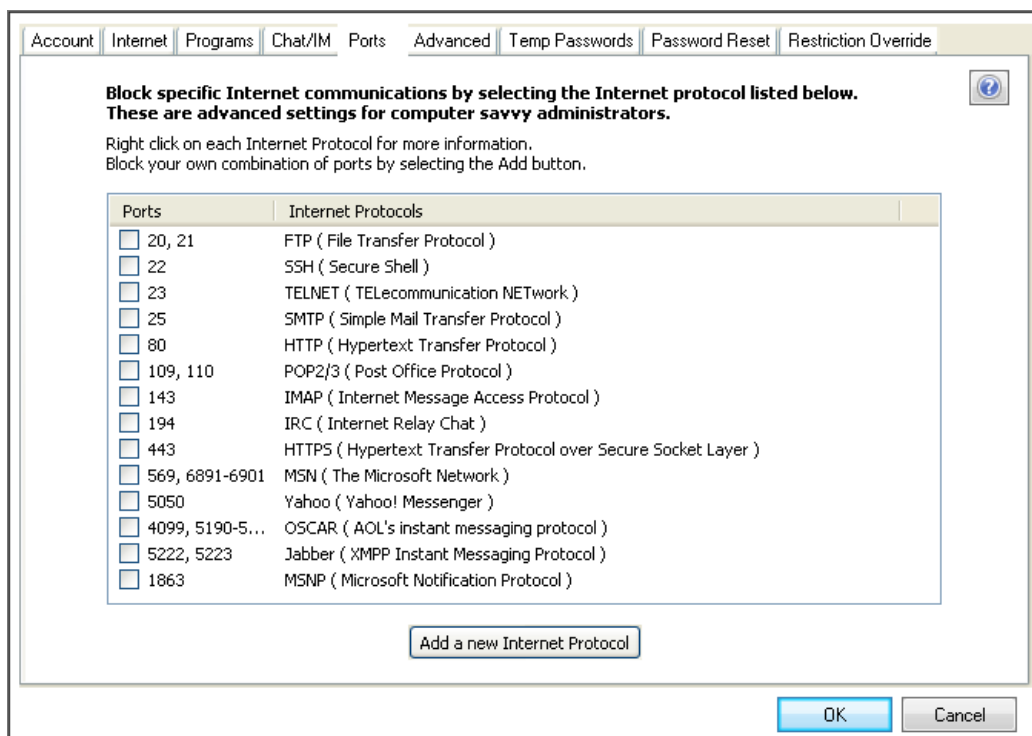 Account Internet Programs Chat/IM Ports Advanced Temp Passwords Password Reset Restriction Override
Block specific Internet communications by selecting the Internet protocol listed below.
These are advanced settings for computer savvy administrators.
Right click on each Internet Protocol for more information.
Block your own combination of ports by selecting the Add button.
Ports Internet Protocols
20, 21 FTP ( File Transfer Protocol )
22 SSH ( Secure Shell )
23 TELNET ( TELecommunication NETwork )
25 SMTP ( Simple Mail Transfer Protocol )
80 HTTP ( Hypertext Transfer Protocol )
109, 110 POP2/3 ( Post Office Protocol )
143 IMAP ( Internet Message Access Protocol )
194 IRC ( Internet Relay Chat )
443 HTTPS ( Hypertext Transfer Protocol over Secure Socket Layer )
569, 6891-6901 MSN ( The Microsoft Network )
5050 Yahoo ( Yahoo! Messenger )
4099, 5190-5... OSCAR ( AOL's instant messaging protocol )
5222, 5223 Jabber ( XMPP Instant Messaging Protocol )
1863 MSNP ( Microsoft Notification Protocol )
Add a new Internet Protocol
OK Cancel